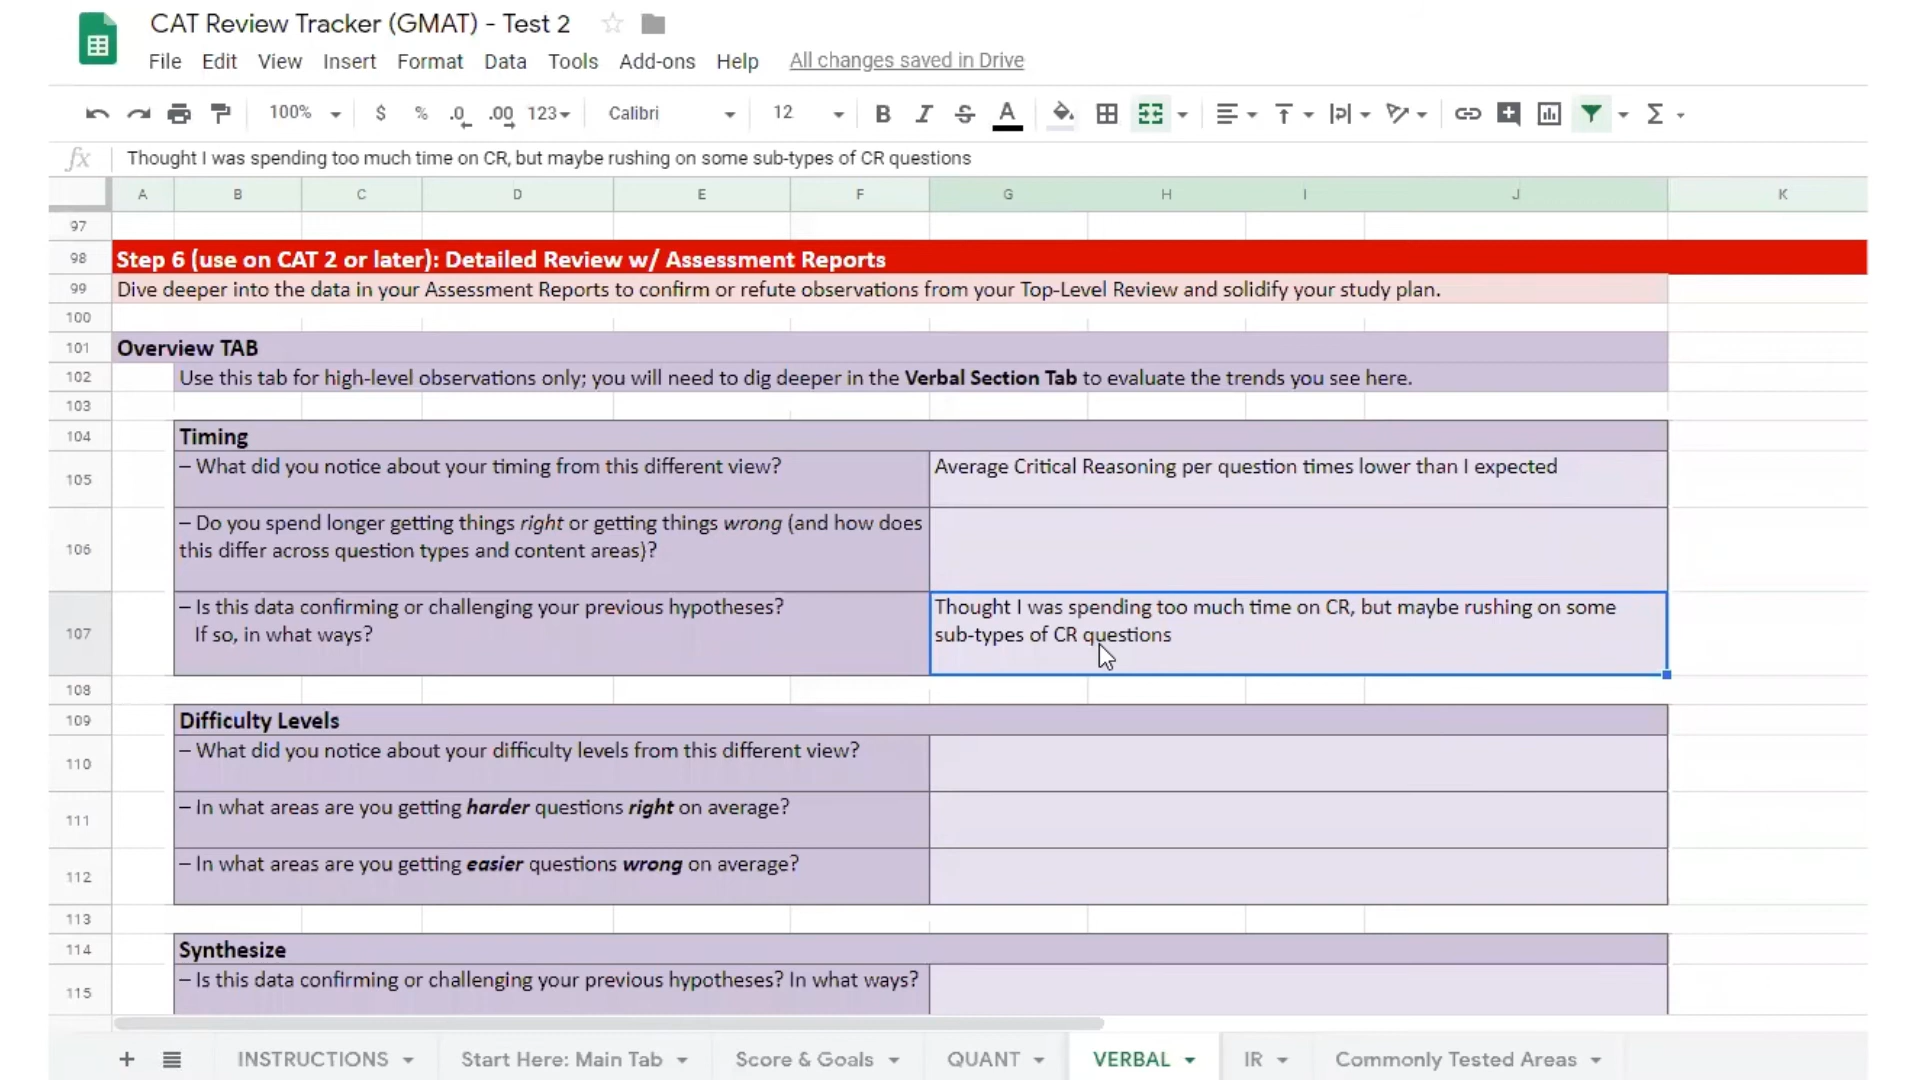 CAT Review Tracker (GMAT) - Test 2
File Edit View Insert Format Data Tools Add-ons Help All changes saved in Drive
100% $ % .0 .00 123 Calibri 12 B I S A
fx Thought I was spending too much time on CR, but maybe rushing on some sub-types of CR questions
A B C D E F G H I J K
97
98 Step 6 (use on CAT 2 or later): Detailed Review w/ Assessment Reports
99 Dive deeper into the data in your Assessment Reports to confirm or refute observations from your Top-Level Review and solidify your study plan.
100
101 Overview TAB
102 Use this tab for high-level observations only; you will need to dig deeper in the Verbal Section Tab to evaluate the trends you see here.
103
104 Timing
105 – What did you notice about your timing from this different view? Average Critical Reasoning per question times lower than I expected
– Do you spend longer getting things right or getting things wrong (and how does
106 this differ across question types and content areas)?
– Is this data confirming or challenging your previous hypotheses? Thought I was spending too much time on CR, but maybe rushing on some
107 If so, in what ways? sub-types of CR questions
108
109 Difficulty Levels
110 – What did you notice about your difficulty levels from this different view?
111 – In what areas are you getting harder questions right on average?
112 – In what areas are you getting easier questions wrong on average?
113
114 Synthesize
115 – Is this data confirming or challenging your previous hypotheses? In what ways?
+ INSTRUCTIONS Start Here: Main Tab Score & Goals QUANT VERBAL IR Commonly Tested Areas